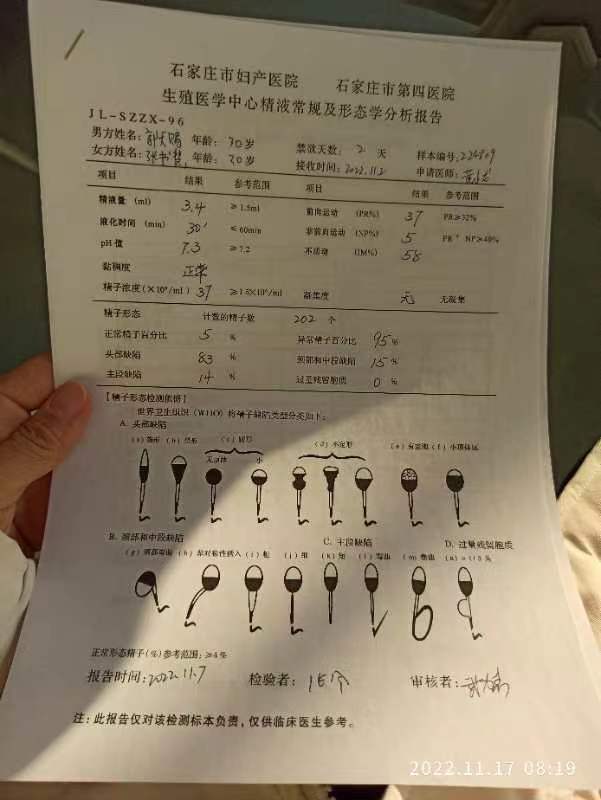 石家庄市妇产医院 石家庄市第四医院
生殖医学中心精液常规及形态学分析报告
JL-SZZX-96
男方姓名: 年龄: 30岁 禁欲天数: 2 天 样本编号:
女方姓名: 年龄: 30岁 接收时间: 2022.11.2 申请医师:
项目 结果 参考范围 项目 结果 参考范围
精液量 (ml) 3.4 ≥1.5ml 前向运动 (PR%) 37 PR≥32%
液化时间 (min) 30' ≤60min 非前向运动 (NP%) 5 PR+NP≥40%
pH值 7.3 ≥7.2 不活动 (IM%) 58
黏稠度 正常
精子浓度(×10⁶/ml) 37 凝集度 无 无凝集
精子形态 计数的精子数 202 个
正常精子百分比 5 % 异常精子百分比 95 %
头部缺陷 83 % 颈部和中段缺陷 15 %
主段缺陷 14 % 过量残留胞质 0 %
【精子形态检测依据】
世界卫生组织(WHO)将精子缺陷类型分类如下:
A. 头部缺陷
(a) 锥形 (b) 梨形 (c) 圆形 (d) 不定形 (e) 有空泡 (f) 小顶体区
无顶体 小
B. 颈部和中段缺陷 C. 主段缺陷 D. 过量残留胞质
(g) 颈部弯曲 (h) 非对称性插入 (i) 粗 (j) 细 (k) 短 (l) 弯曲 (m) 卷曲 (n) >1/3头
正常形态精子(%)参考范围: ≥4%
报告时间: 2022.11.7 检验者: 审核者:
注: 此报告仅对该检测标本负责, 仅供临床医生参考。
2022.11.17 08:19